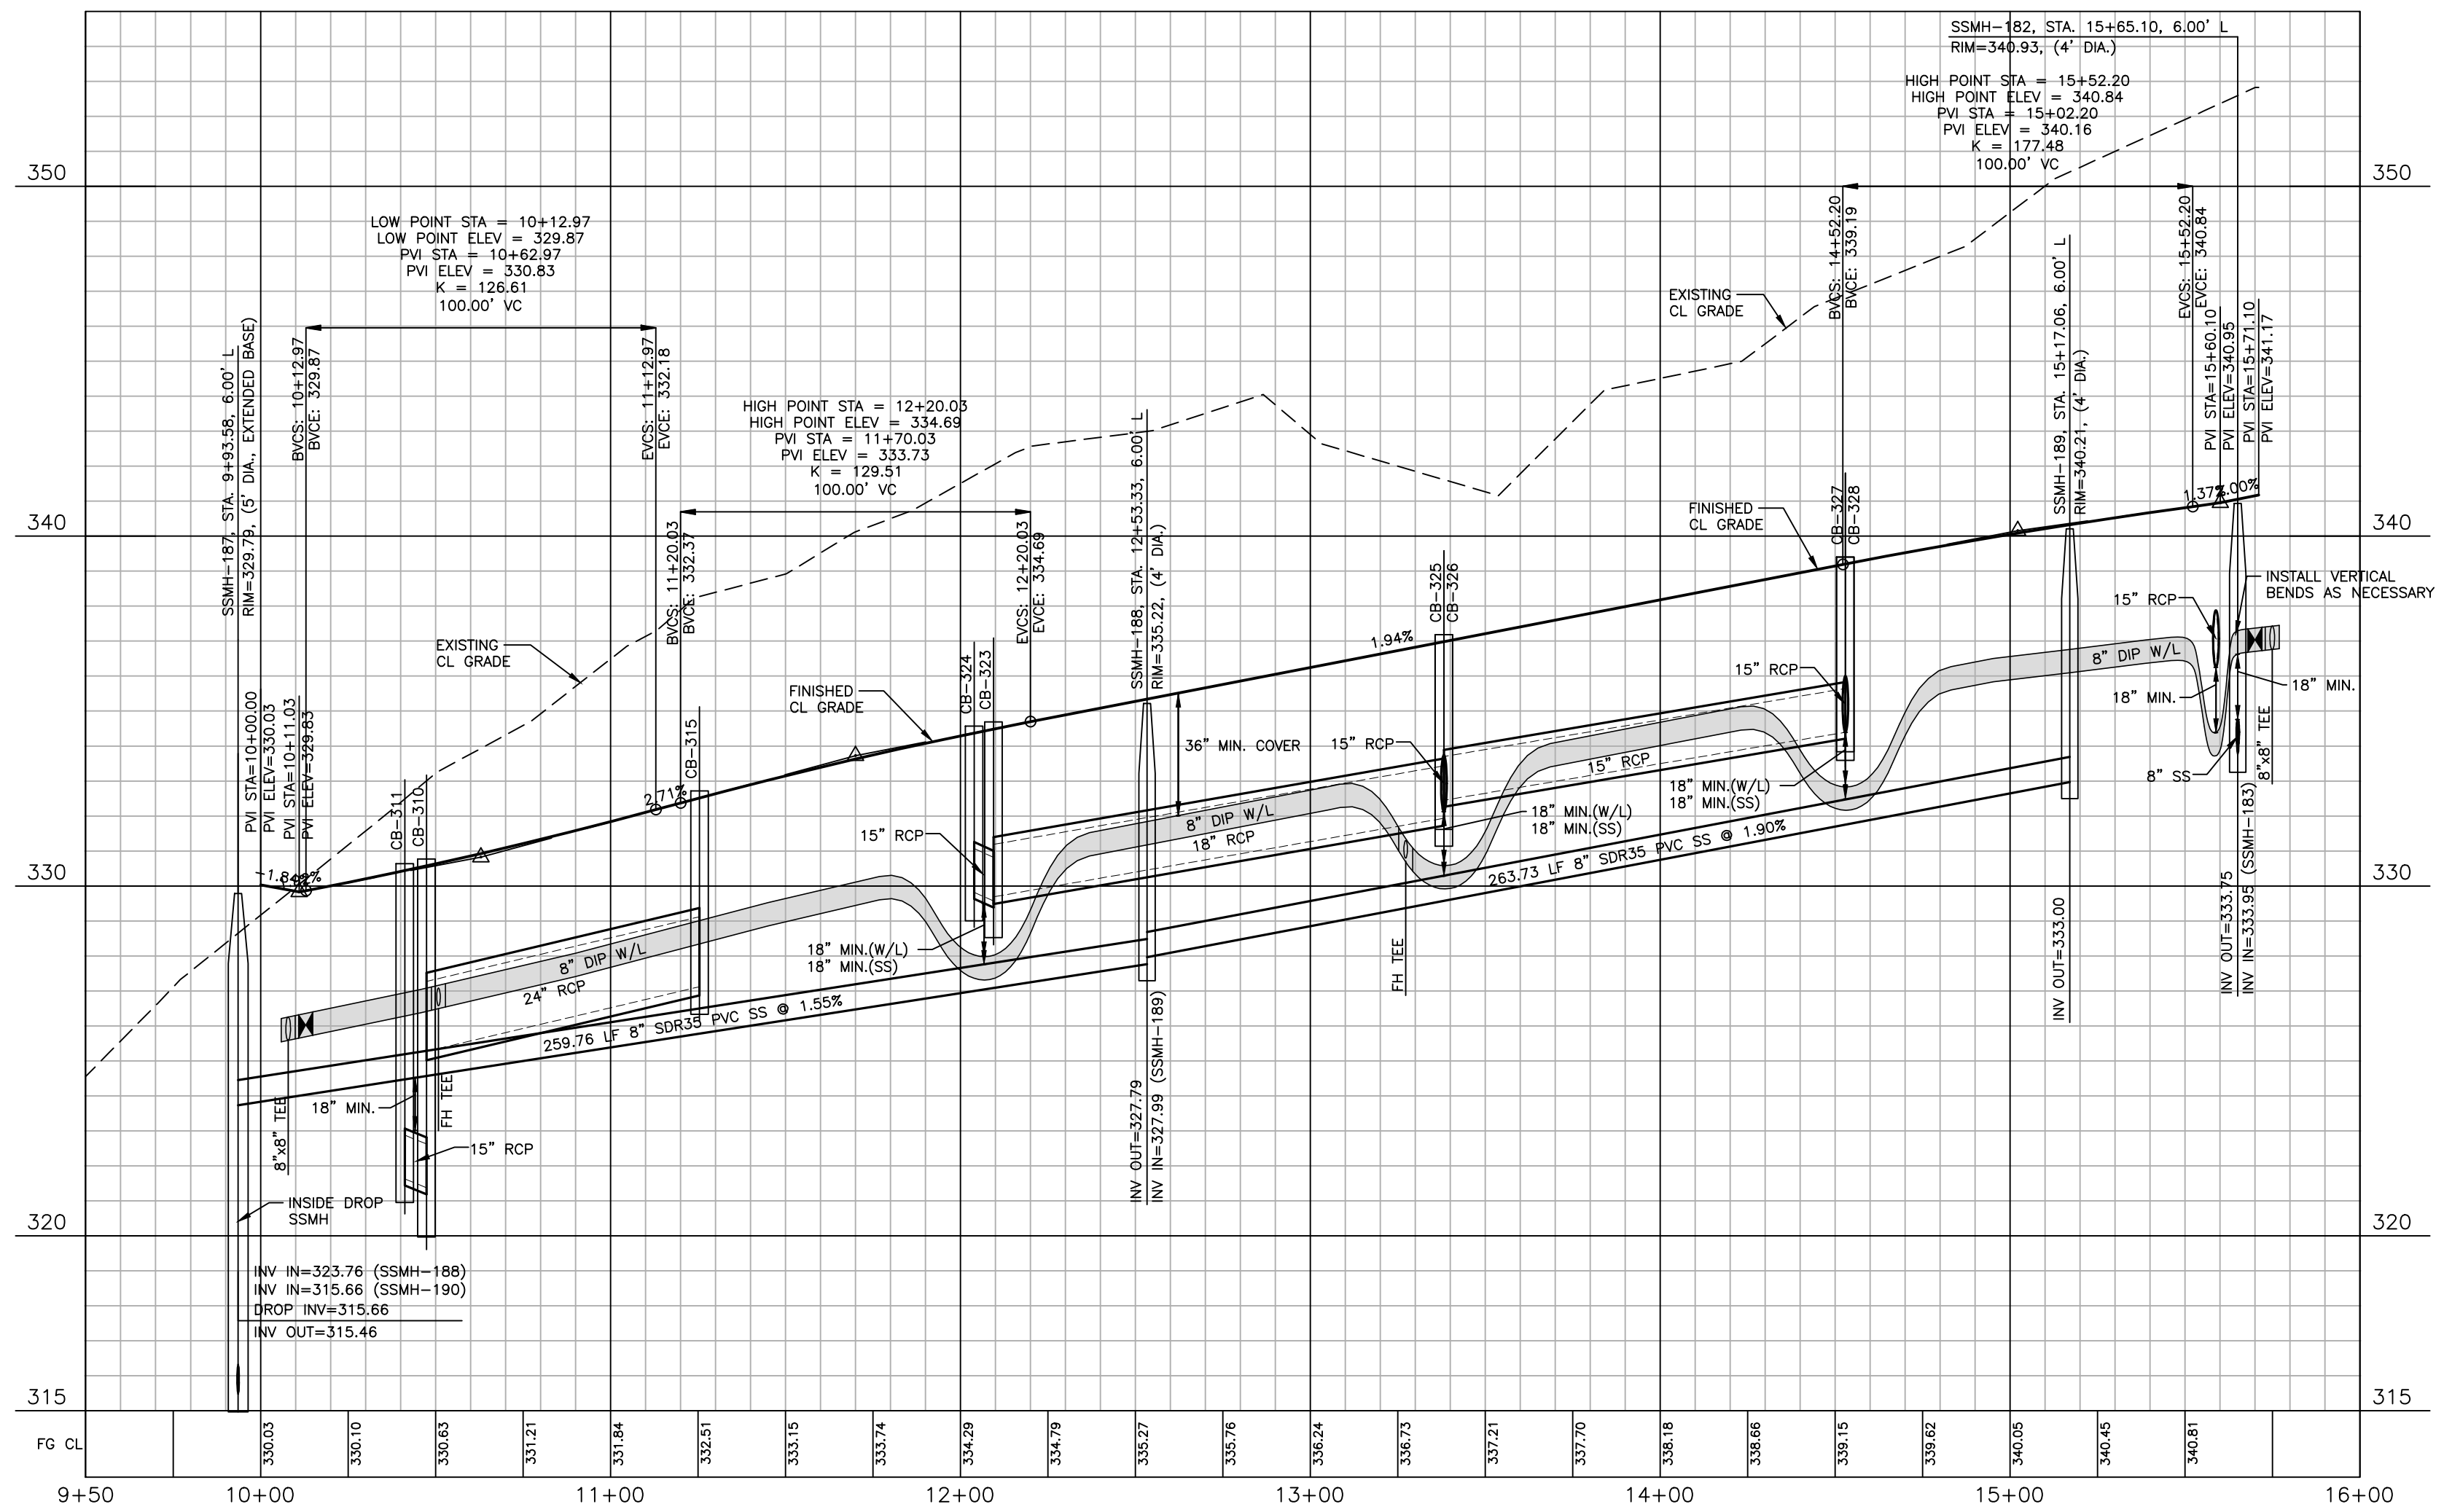 SSMH-182, STA. 15+65.10, 6.00' L
RIM=340.93, (4' DIA.)
HIGH POINT STA = 15+52.20
HIGH POINT ELEV = 340.84
PVI STA = 15+02.20
PVI ELEV = 340.16
K = 177.48
100.00' VC
350
350
LOW POINT STA = 10+12.97
LOW POINT ELEV = 329.87
PVI STA = 10+62.97
PVI ELEV = 330.83
K = 126.61
100.00' VC
BVCS: 14+52.20
BVCE: 339.19
EVCS: 15+52.20
EVCE: 340.84
EXISTING
CL GRADE
SSMH-187, STA. 9+93.58, 6.00' L
RIM=329.79, (5' DIA., EXTENDED BASE)
BVCS: 10+12.97
BVCE: 329.87
EVCS: 11+12.97
EVCE: 332.18
HIGH POINT STA = 12+20.03
HIGH POINT ELEV = 334.69
PVI STA = 11+70.03
PVI ELEV = 333.73
K = 129.51
100.00' VC
SSMH-189, STA. 15+17.06, 6.00' L
RIM=340.21, (4' DIA.)
PVI STA=15+60.10
PVI ELEV=340.95
PVI STA=15+71.10
PVI ELEV=341.17
SSMH-188, STA. 12+53.33, 6.00' L
RIM=335.22, (4' DIA.)
1.37%
FINISHED
CL GRADE
CB-327
CB-328
340
340
BVCS: 11+20.03
BVCE: 332.37
EVCS: 12+20.03
EVCE: 334.69
CB-325
CB-326
INSTALL VERTICAL
BENDS AS NECESSARY
15" RCP
EXISTING
CL GRADE
1.94%
CB-324
CB-323
8" DIP W/L
15" RCP
18" MIN.
18" MIN.
FINISHED
CL GRADE
PVI STA=10+00.00
PVI ELEV=330.03
PVI STA=10+11.03
PVI ELEV=329.83
CB-315
36" MIN. COVER
15" RCP
15" RCP
8" SS
8"x8" TEE
2.71%
18" MIN.(W/L)
18" MIN.(SS)
CB-311
CB-310
15" RCP
8" DIP W/L
18" RCP
18" MIN.(W/L)
18" MIN.(SS)
263.73 LF 8" SDR35 PVC SS @ 1.90%
330
330
INV OUT=333.75
INV IN=333.95 (SSMH-183)
INV OUT=333.00
18" MIN.(W/L)
18" MIN.(SS)
FH TEE
8" DIP W/L
24" RCP
259.76 LF 8" SDR35 PVC SS @ 1.55%
INV OUT=327.79
INV IN=327.99 (SSMH-189)
8"x8" TEE
18" MIN.
FH TEE
15" RCP
INSIDE DROP
SSMH
320
320
INV IN=323.76 (SSMH-188)
INV IN=315.66 (SSMH-190)
DROP INV=315.66
INV OUT=315.46
315
315
FG CL
330.03
330.10
330.63
331.21
331.84
332.51
333.15
333.74
334.29
334.79
335.27
335.76
336.24
336.73
337.21
337.70
338.18
338.66
339.15
339.62
340.05
340.45
340.81
9+50
10+00
11+00
12+00
13+00
14+00
15+00
16+00